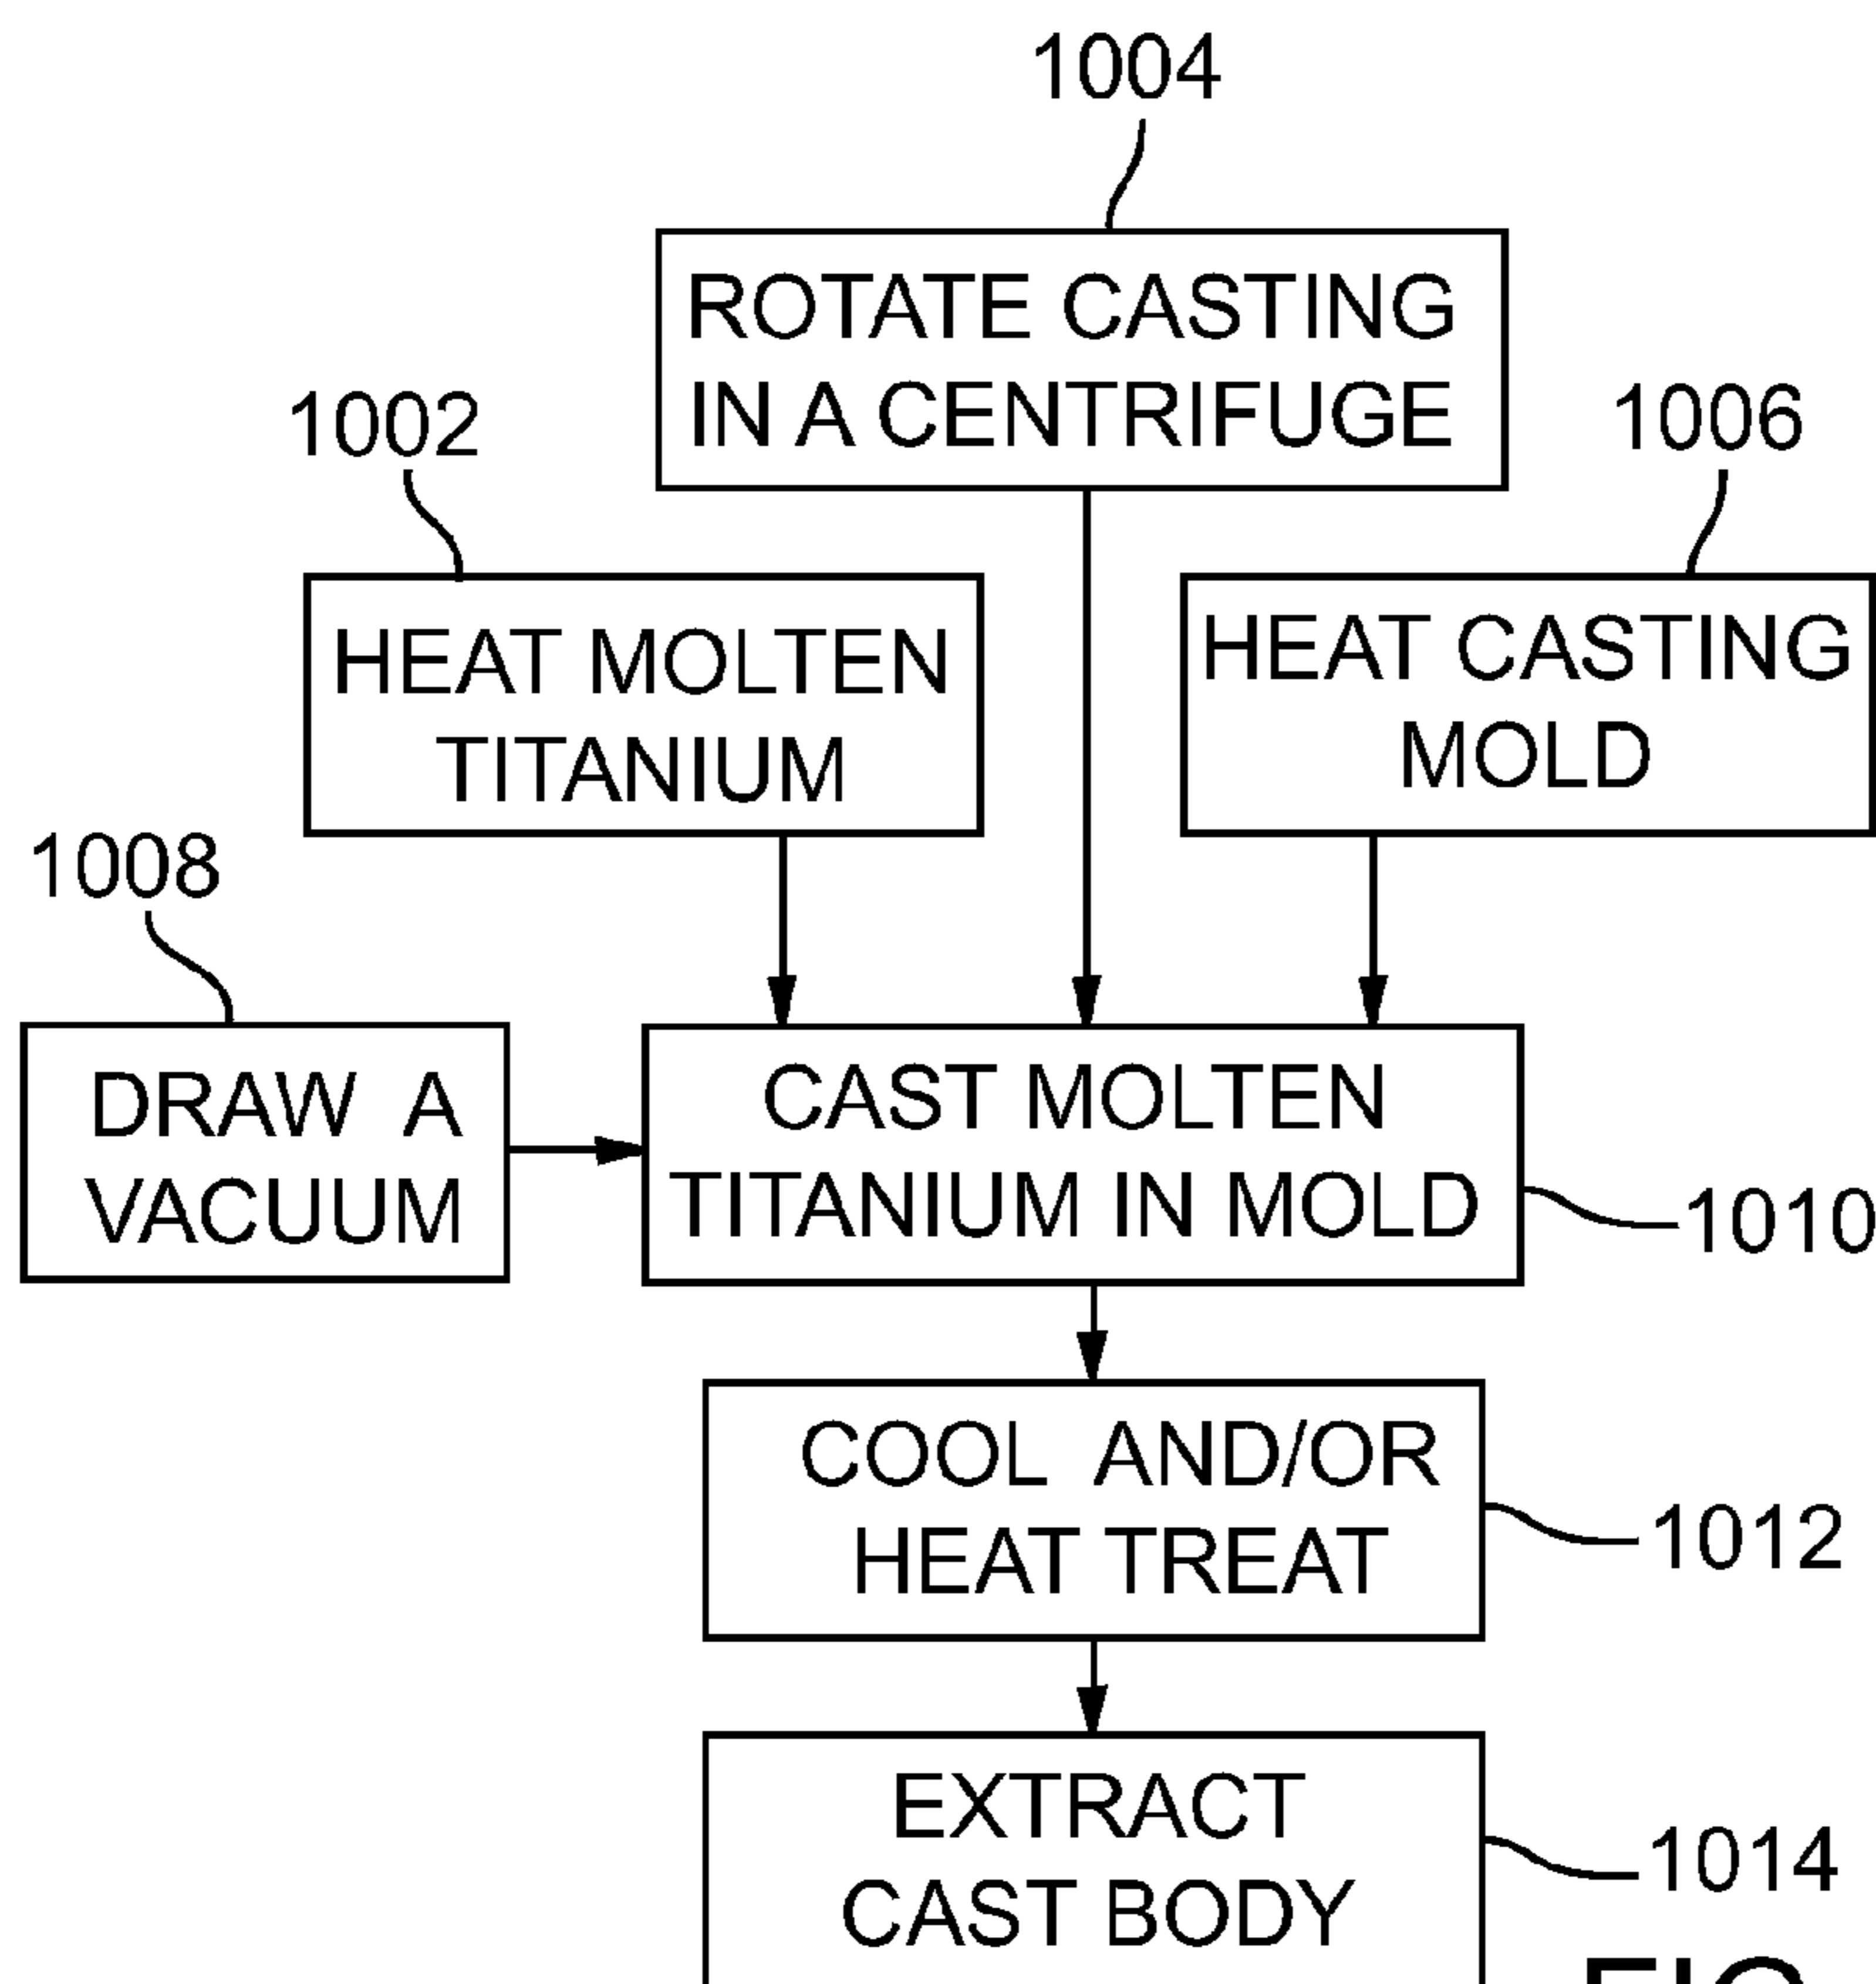 1004
ROTATE CASTING
IN A CENTRIFUGE
1002
1006
HEAT MOLTEN
TITANIUM
HEAT CASTING
MOLD
1008
DRAW A
VACUUM
CAST MOLTEN
TITANIUM IN MOLD
1010
COOL AND/OR
HEAT TREAT
1012
EXTRACT
CAST BODY
1014